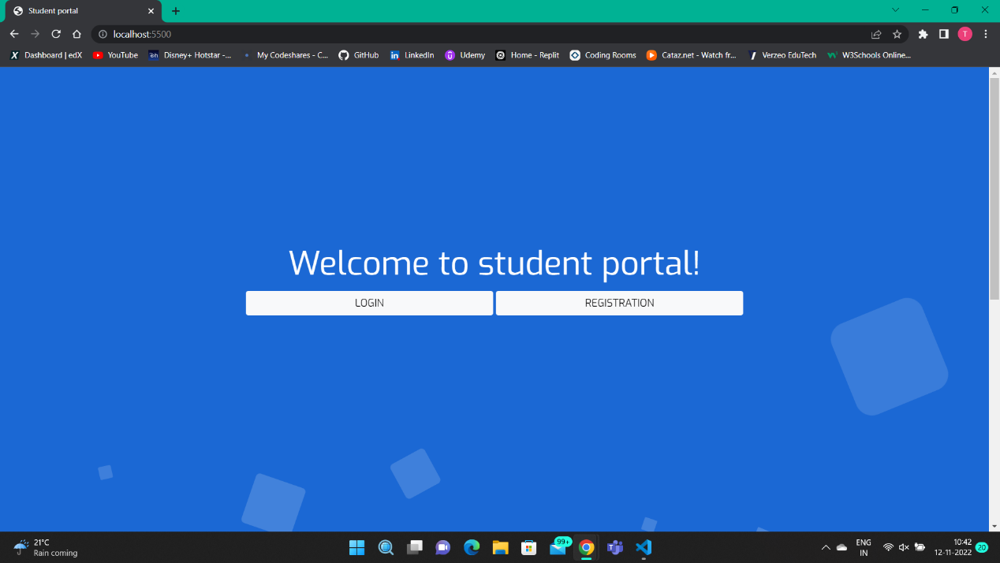 Student portal
localhost:5500
T
Dashboard | edX YouTube Disney+ Hotstar -... My Codeshares - C... GitHub LinkedIn Udemy Home - Replit Coding Rooms Cataz.net - Watch fr... Verzeo EduTech W3Schools Online...
Welcome to student portal!
LOGIN REGISTRATION
21°C
Rain coming
99+
ENG
IN
10:42
12-11-2022
20